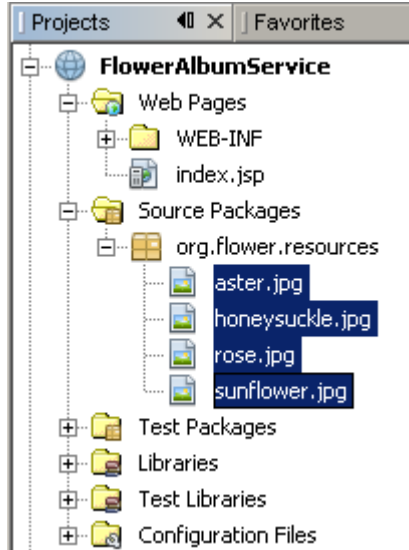 Projects
Favorites
FlowerAlbumService
Web Pages
WEB-INF
index.jsp
Source Packages
org.flower.resources
aster.jpg
honeysuckle.jpg
rose.jpg
sunflower.jpg
Test Packages
Libraries
Test Libraries
Configuration Files